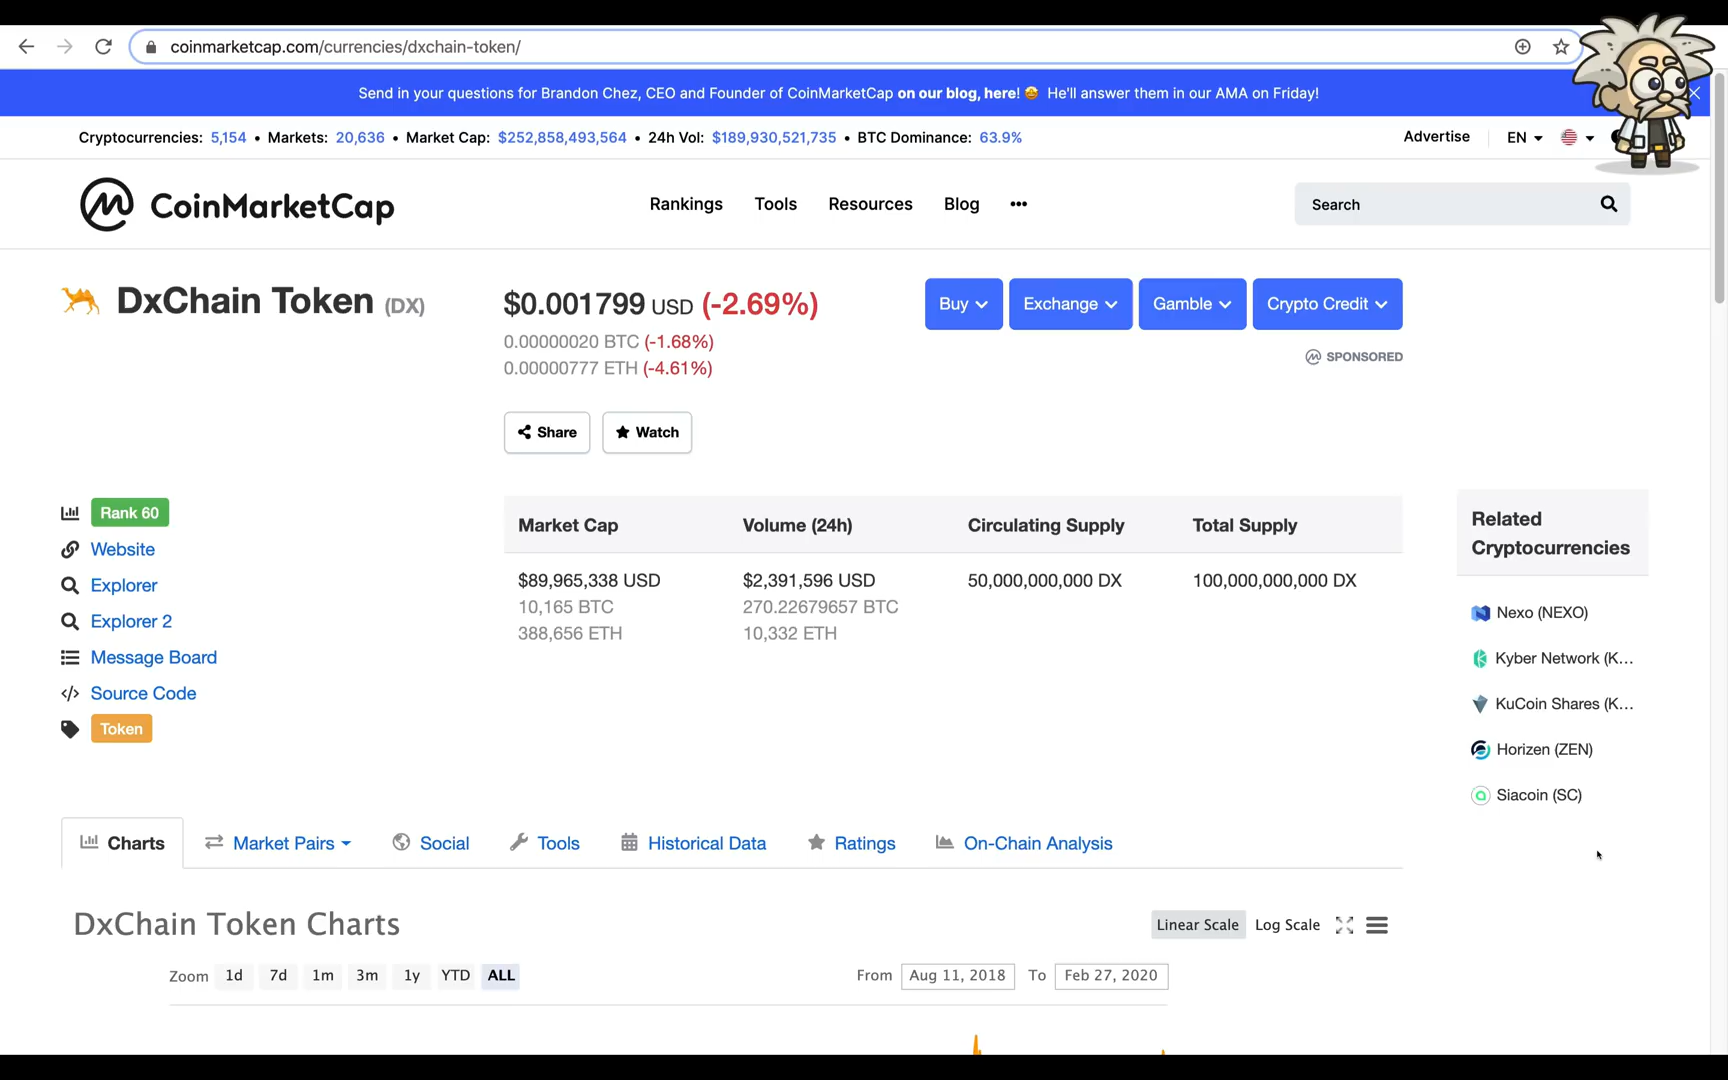 coinmarketcap.com/currencies/dxchain-token/
Send in your questions for Brandon Chez, CEO and Founder of CoinMarketCap on our blog, here! 🤩 He'll answer them in our AMA on Friday!
Cryptocurrencies: 5,154 • Markets: 20,636 • Market Cap: $252,858,493,564 • 24h Vol: $189,930,521,735 • BTC Dominance: 63.9%
Advertise
EN
CoinMarketCap
Rankings
Tools
Resources
Blog
•••
Search
DxChain Token (DX)
$0.001799 USD (-2.69%)
0.00000020 BTC (-1.68%)
0.00000777 ETH (-4.61%)
Buy
Exchange
Gamble
Crypto Credit
SPONSORED
Share
Watch
Rank 60
Website
Explorer
Explorer 2
Message Board
Source Code
Token
Market Cap
Volume (24h)
Circulating Supply
Total Supply
$89,965,338 USD
10,165 BTC
388,656 ETH
$2,391,596 USD
270.22679657 BTC
10,332 ETH
50,000,000,000 DX
100,000,000,000 DX
Related
Cryptocurrencies
Nexo (NEXO)
Kyber Network (K...
KuCoin Shares (K...
Horizen (ZEN)
Siacoin (SC)
Charts
Market Pairs
Social
Tools
Historical Data
Ratings
On-Chain Analysis
DxChain Token Charts
Linear Scale
Log Scale
Zoom 1d 7d 1m 3m 1y YTD ALL
From Aug 11, 2018 To Feb 27, 2020